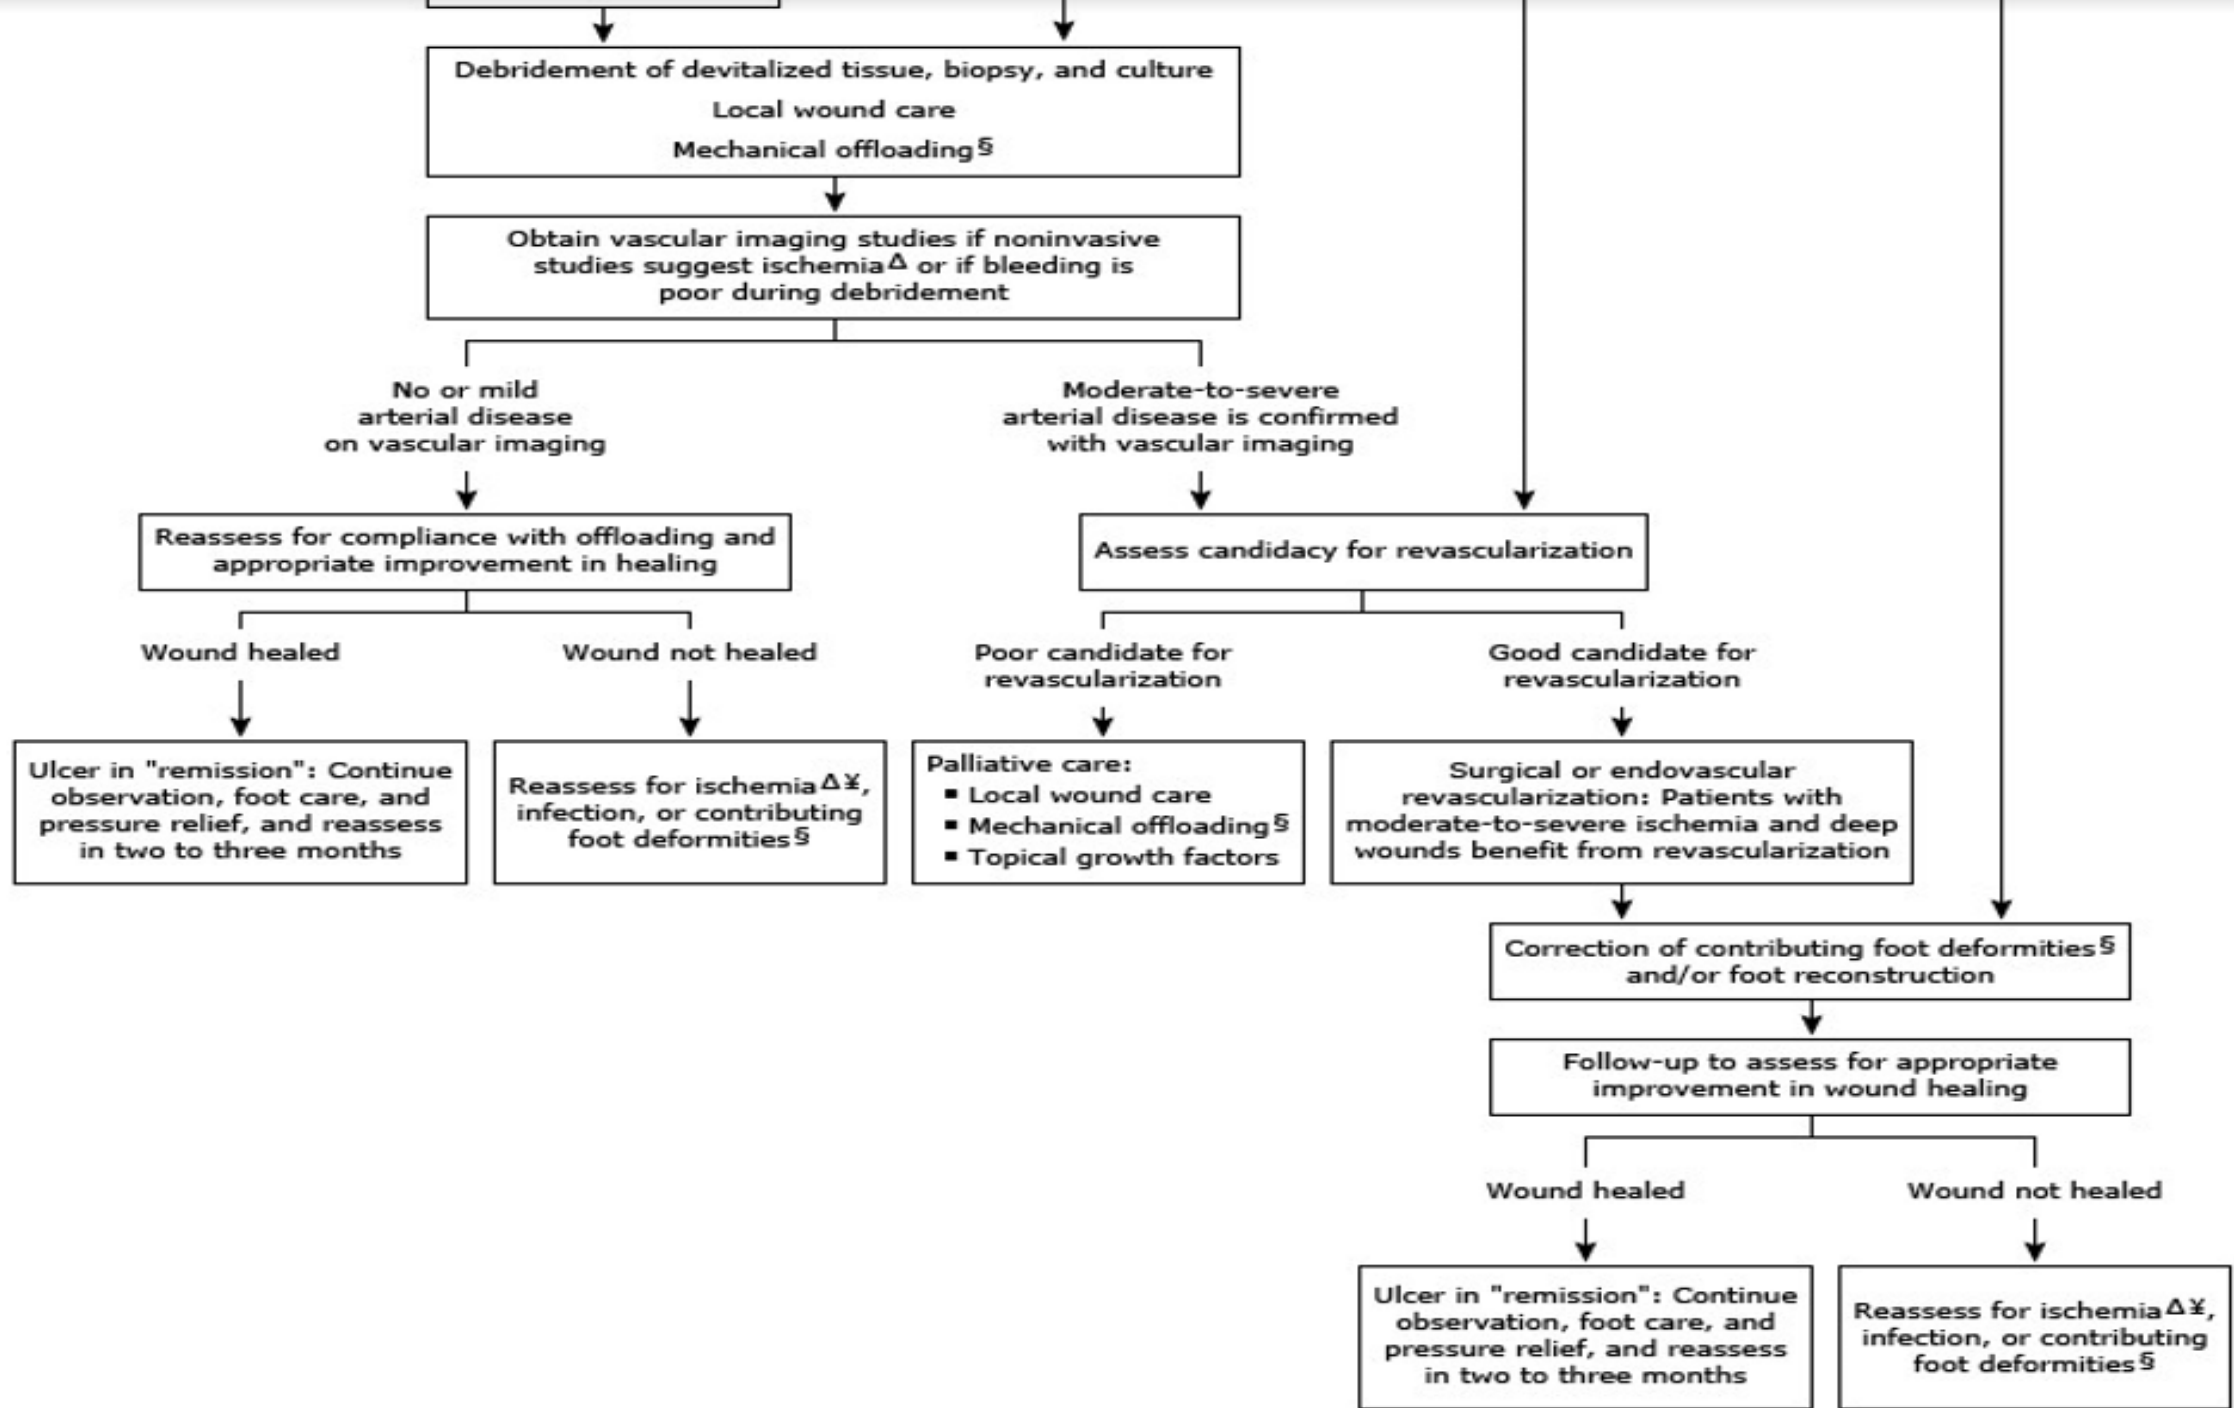 Debridement of devitalized tissue, biopsy, and culture
Local wound care
Mechanical offloading§
Obtain vascular imaging studies if noninvasive
studies suggest ischemiaΔ or if bleeding is
poor during debridement
No or mild
arterial disease
on vascular imaging
Moderate-to-severe
arterial disease is confirmed
with vascular imaging
Reassess for compliance with offloading and
appropriate improvement in healing
Assess candidacy for revascularization
Wound healed
Wound not healed
Poor candidate for
revascularization
Good candidate for
revascularization
Ulcer in "remission": Continue
observation, foot care, and
pressure relief, and reassess
in two to three months
Reassess for ischemiaΔ¥,
infection, or contributing
foot deformities§
Palliative care:
▪ Local wound care
▪ Mechanical offloading§
▪ Topical growth factors
Surgical or endovascular
revascularization: Patients with
moderate-to-severe ischemia and deep
wounds benefit from revascularization
Correction of contributing foot deformities§
and/or foot reconstruction
Follow-up to assess for appropriate
improvement in wound healing
Wound healed
Wound not healed
Ulcer in "remission": Continue
observation, foot care, and
pressure relief, and reassess
in two to three months
Reassess for ischemiaΔ¥,
infection, or contributing
foot deformities§